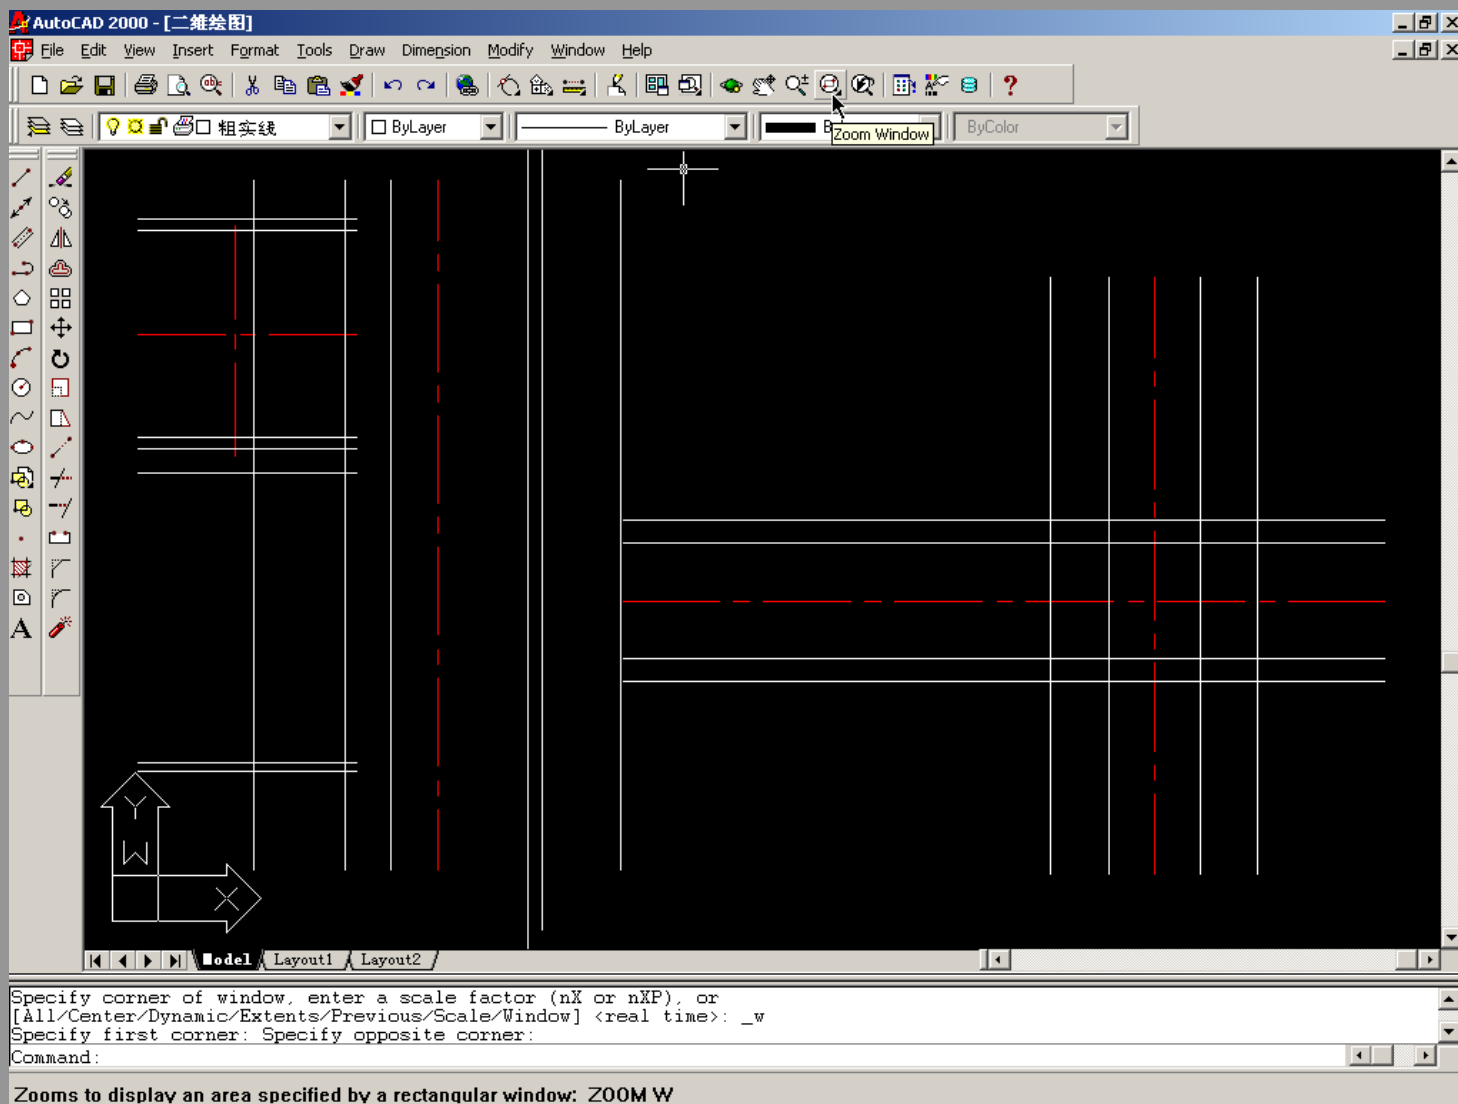 AutoCAD 2000 - [二维绘图]
File Edit View Insert Format Tools Draw Dimension Modify Window Help
粗实线 ByLayer ByLayer B ByColor
Zoom Window
A
Y
W
X
Model Layout1 Layout2
Specify corner of window, enter a scale factor (nX or nXP), or
[All/Center/Dynamic/Extents/Previous/Scale/Window] <real time>: _w
Specify first corner: Specify opposite corner:
Command:
Zooms to display an area specified by a rectangular window: ZOOM W